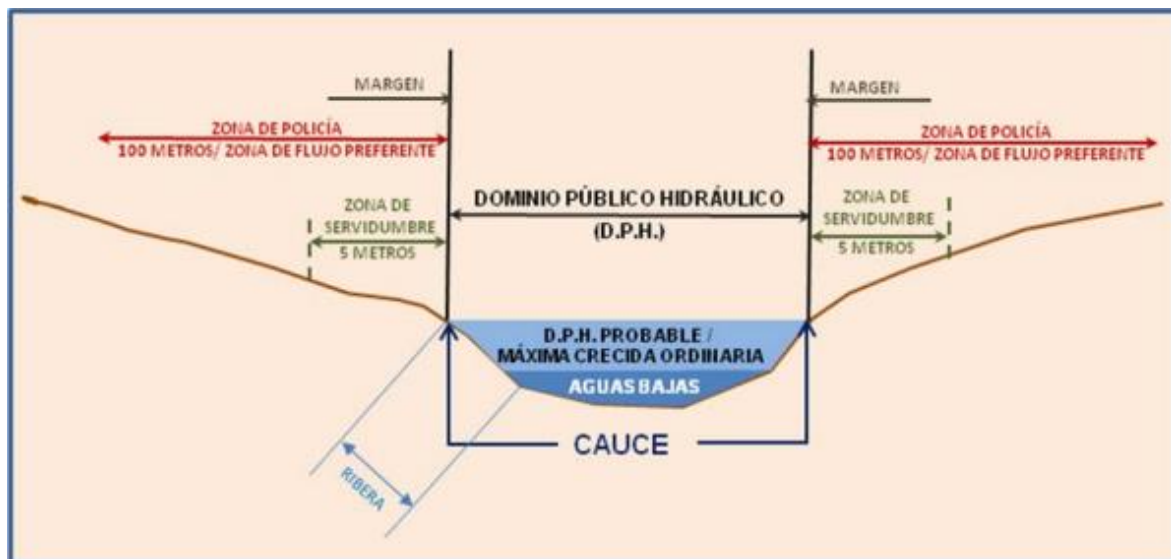 MARGEN
MARGEN
ZONA DE POLICÍA
100 METROS/ ZONA DE FLUJO PREFERENTE
ZONA DE POLICÍA
100 METROS/ ZONA DE FLUJO PREFERENTE
ZONA DE
SERVIDUMBRE
5 METROS
DOMINIO PÚBLICO HIDRÁULICO
(D.P.H.)
ZONA DE
SERVIDUMBRE
5 METROS
D.P.H. PROBABLE /
MÁXIMA CRECIDA ORDINARIA
AGUAS BAJAS
CAUCE
RIBERA